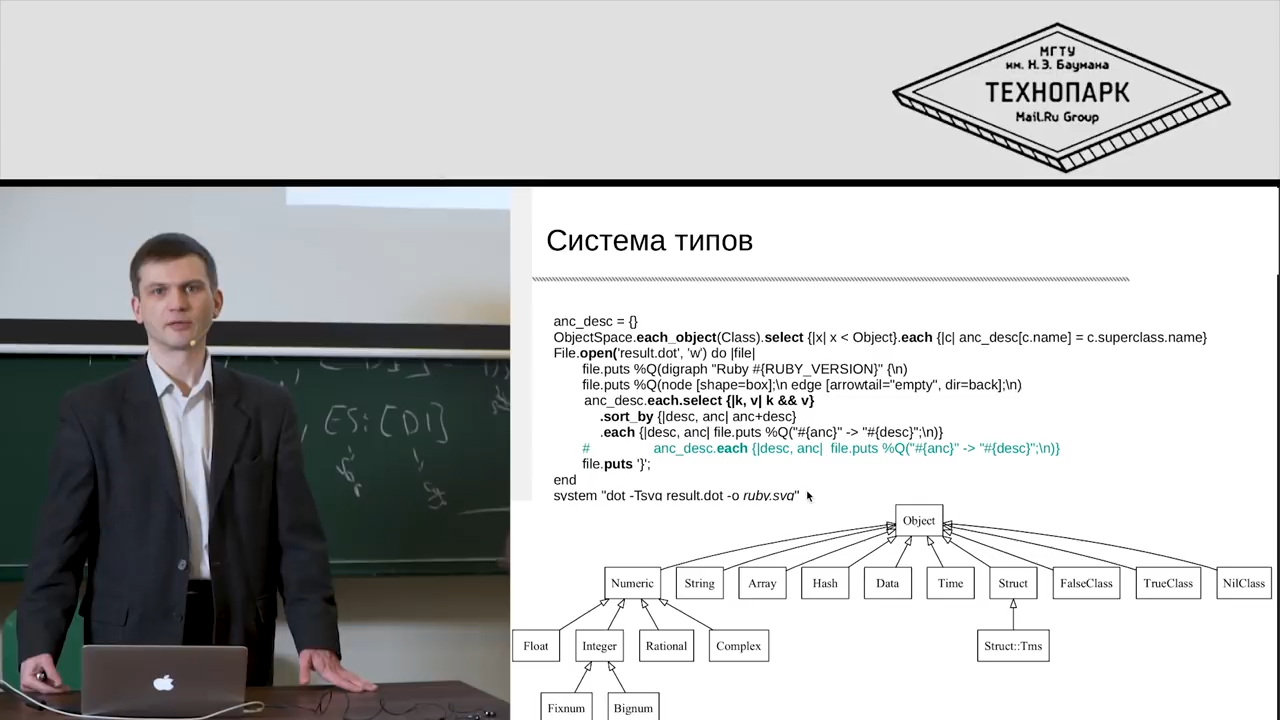 МГТУ
им. Н.Э. Баумана
ТЕХНОПАРК
Mail.Ru Group
Система типов
anc_desc = {}
ObjectSpace.each_object(Class).select {|x| x < Object}.each {|c| anc_desc[c.name] = c.superclass.name}
File.open('result.dot', 'w') do |file|
file.puts %Q(digraph "Ruby #{RUBY_VERSION}" {\n)
file.puts %Q(node [shape=box];\n edge [arrowtail="empty", dir=back];\n)
anc_desc.each.select {|k, v| k && v}
.sort_by {|desc, anc| anc+desc}
.each {|desc, anc| file.puts %Q("#{anc}" -> "#{desc}";\n)}
# anc_desc.each {|desc, anc| file.puts %Q("#{anc}" -> "#{desc}";\n)}
file.puts '}';
end
system "dot -Tsvg result.dot -o ruby.svg"
Object
Numeric String Array Hash Data Time Struct FalseClass TrueClass NilClass
Float Integer Rational Complex Struct::Tms
Fixnum Bignum
ES:[DI]